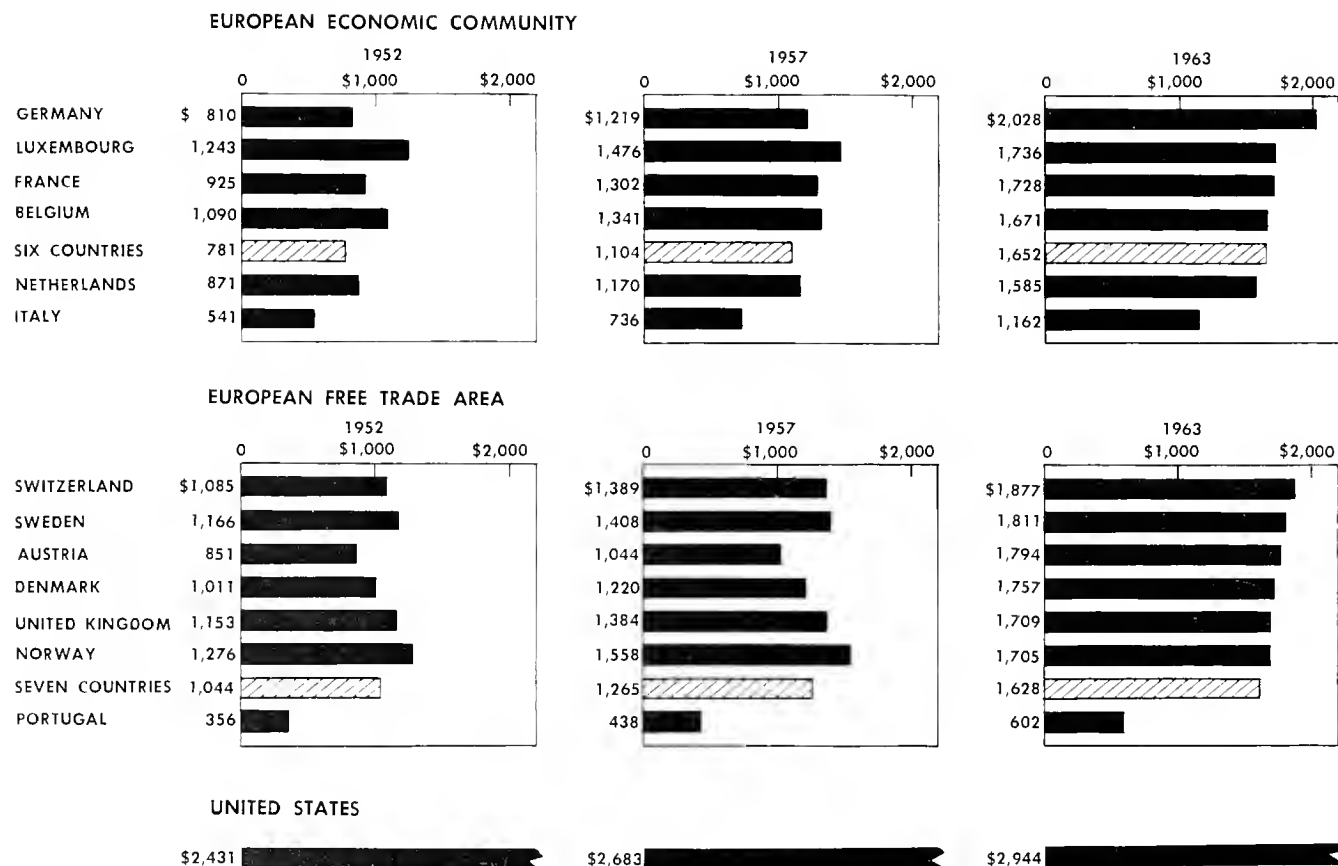 EUROPEAN ECONOMIC COMMUNITY
1952 1957 1963
0 $1,000 $2,000 0 $1,000 $2,000 0 $1,000 $2,000
GERMANY $ 810 $1,219 $2,028
LUXEMBOURG 1,243 1,476 1,736
FRANCE 925 1,302 1,728
BELGIUM 1,090 1,341 1,671
SIX COUNTRIES 781 1,104 1,652
NETHERLANDS 871 1,170 1,585
ITALY 541 736 1,162
EUROPEAN FREE TRADE AREA
1952 1957 1963
0 $1,000 $2,000 0 $1,000 $2,000 0 $1,000 $2,000
SWITZERLAND $1,085 $1,389 $1,877
SWEDEN 1,166 1,408 1,811
AUSTRIA 851 1,044 1,794
DENMARK 1,011 1,220 1,757
UNITED KINGDOM 1,153 1,384 1,709
NORWAY 1,276 1,558 1,705
SEVEN COUNTRIES 1,044 1,265 1,628
PORTUGAL 356 438 602
UNITED STATES
$2,431 $2,683 $2,944